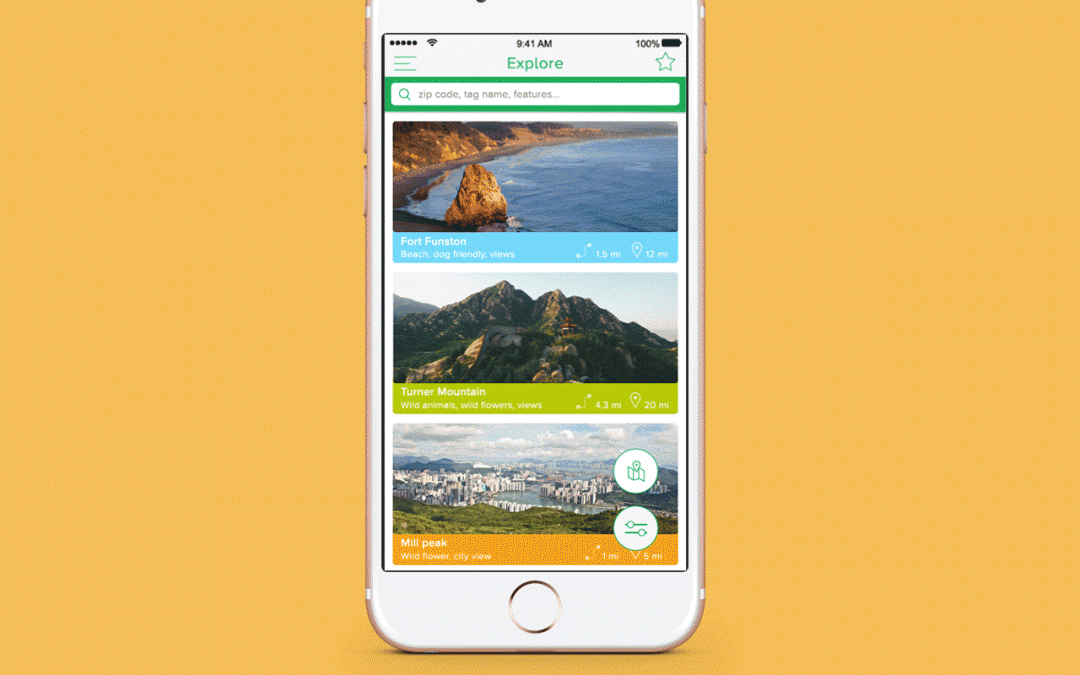 9:41 AM
100%
Explore
zip code, tag name, features...
Fort Funston
Beach, dog friendly, views 1.5 mi 12 mi
Turner Mountain
Wild animals, wild flowers, views 4.3 mi 20 mi
Mili peak
Wild flower, city view 1 mi 5 mi